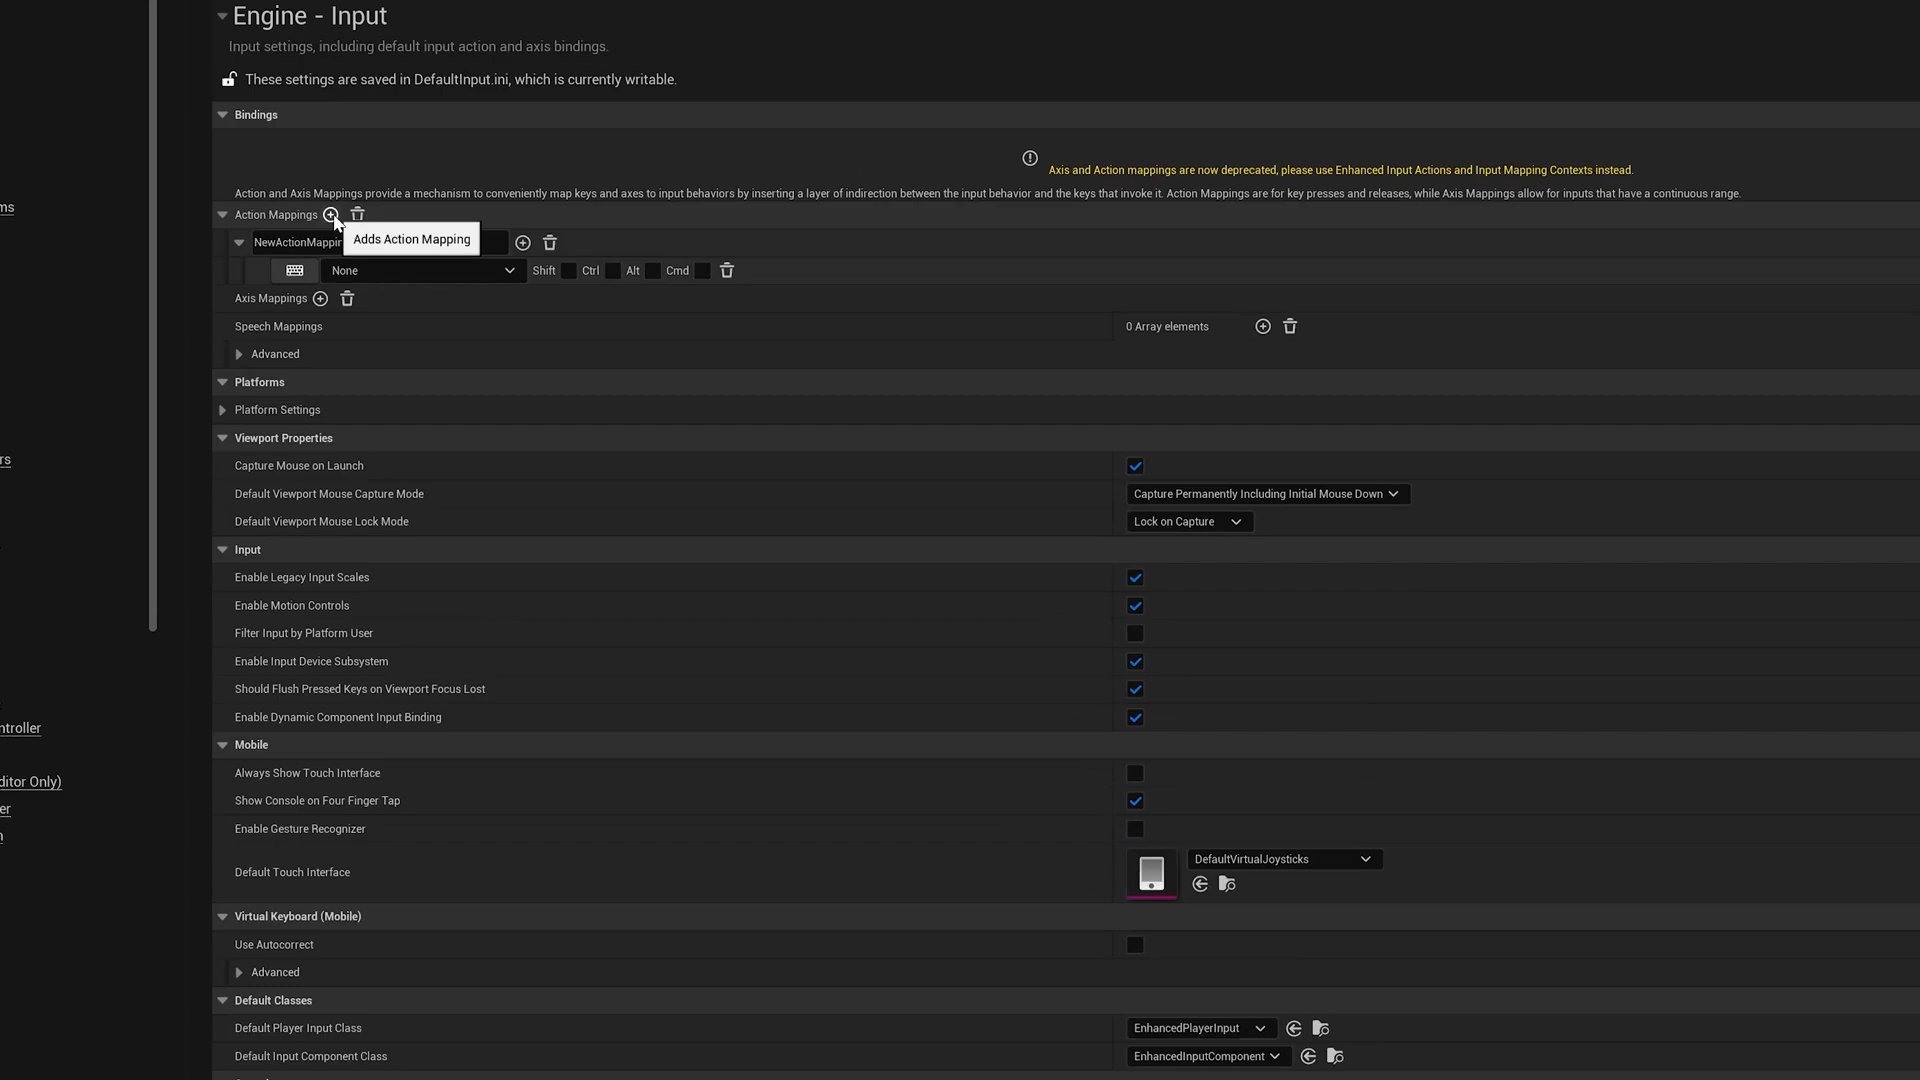 Engine - Input
Input settings, including default input action and axis bindings.
These settings are saved in DefaultInput.ini, which is currently writable.
Bindings
Axis and Action mappings are now deprecated, please use Enhanced Input Actions and Input Mapping Contexts instead.
Action and Axis Mappings provide a mechanism to conveniently map keys and axes to input behaviors by inserting a layer of indirection between the input behavior and the keys that invoke it. Action Mappings are for key presses and releases, while Axis Mappings allow for inputs that have a continuous range.
ms
Action Mappings
Adds Action Mapping
NewActionMappin
None Shift Ctrl Alt Cmd
Axis Mappings
Speech Mappings 0 Array elements
Advanced
Platforms
Platform Settings
Viewport Properties
rs
Capture Mouse on Launch
Default Viewport Mouse Capture Mode Capture Permanently Including Initial Mouse Down
Default Viewport Mouse Lock Mode Lock on Capture
Input
Enable Legacy Input Scales
Enable Motion Controls
Filter Input by Platform User
Enable Input Device Subsystem
Should Flush Pressed Keys on Viewport Focus Lost
Enable Dynamic Component Input Binding
ntroller
Mobile
Always Show Touch Interface
ditor Only)
Show Console on Four Finger Tap
er
Enable Gesture Recognizer
n
Default Touch Interface DefaultVirtualJoysticks
Virtual Keyboard (Mobile)
Use Autocorrect
Advanced
Default Classes
Default Player Input Class EnhancedPlayerInput
Default Input Component Class EnhancedInputComponent